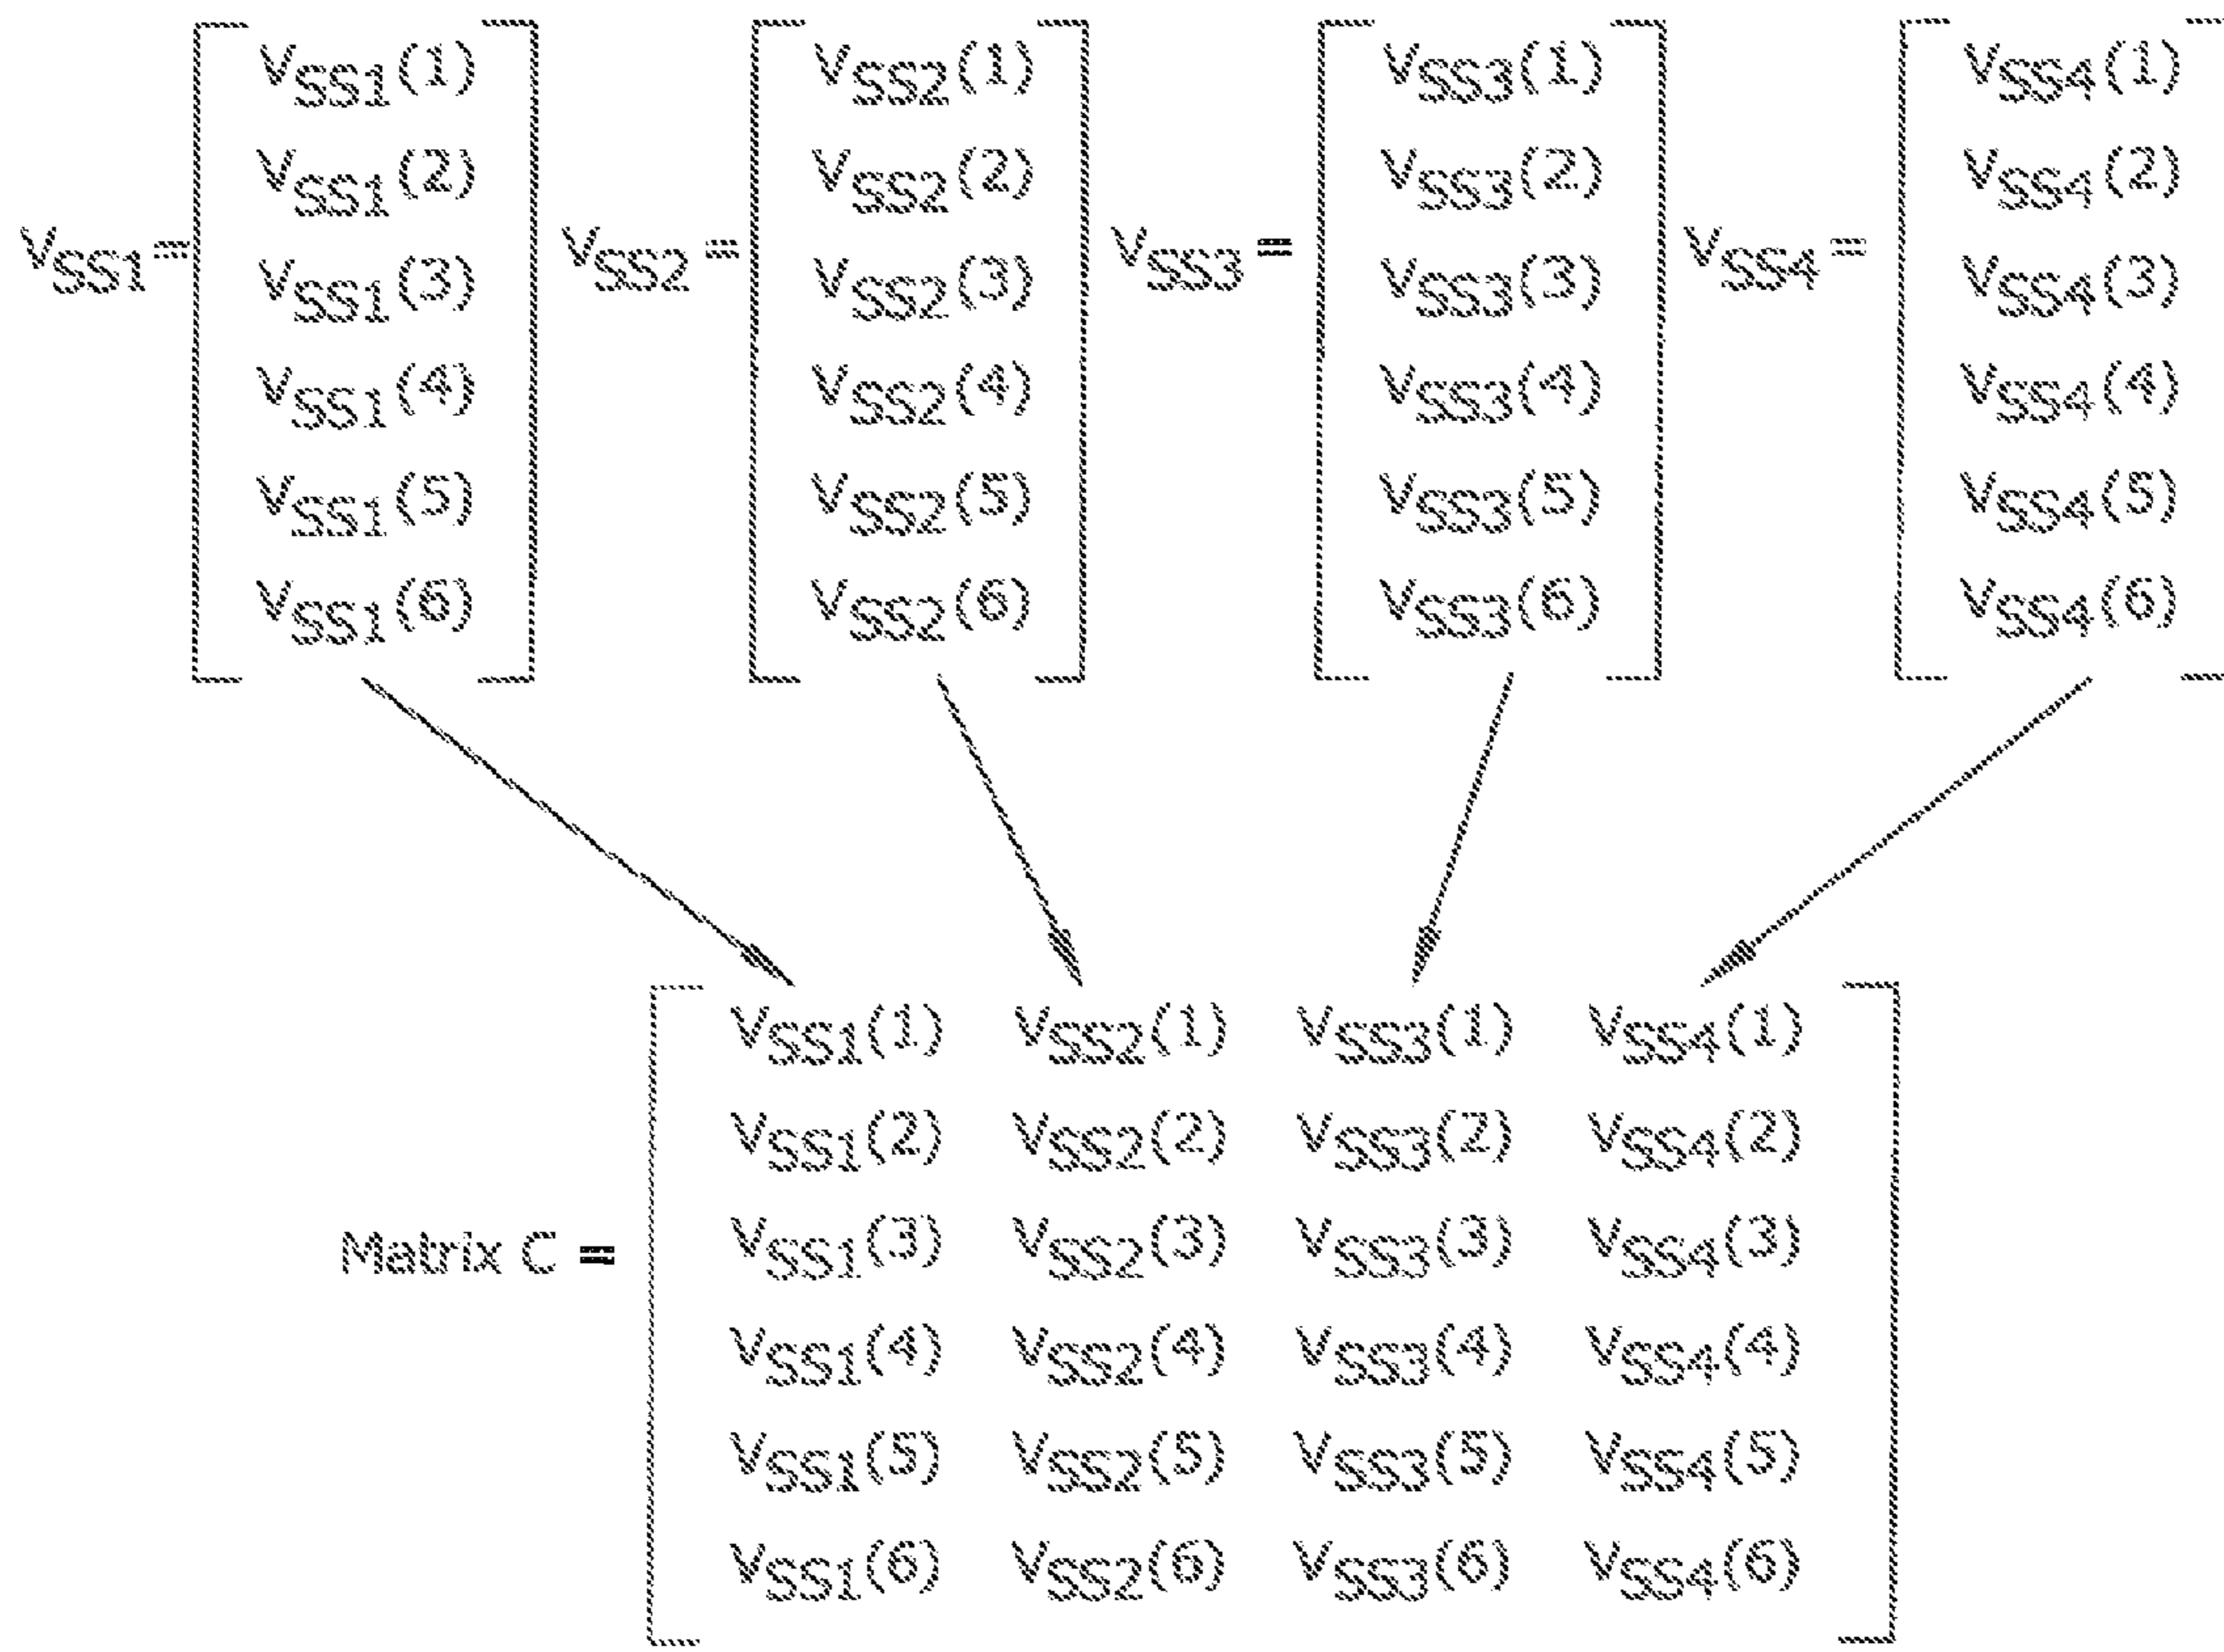 VSS1(1) VSS2(1) VSS3(1) VSS4(1)
VSS1(2) VSS2(2) VSS3(2) VSS4(2)
VSS1= VSS1(3) VSS2= VSS2(3) VSS3= VSS3(3) VSS4= VSS4(3)
VSS1(4) VSS2(4) VSS3(4) VSS4(4)
VSS1(5) VSS2(5) VSS3(5) VSS4(5)
VSS1(6) VSS2(6) VSS3(6) VSS4(6)
VSS1(1) VSS2(1) VSS3(1) VSS4(1)
VSS1(2) VSS2(2) VSS3(2) VSS4(2)
Matrix C = VSS1(3) VSS2(3) VSS3(3) VSS4(3)
VSS1(4) VSS2(4) VSS3(4) VSS4(4)
VSS1(5) VSS2(5) VSS3(5) VSS4(5)
VSS1(6) VSS2(6) VSS3(6) VSS4(6)